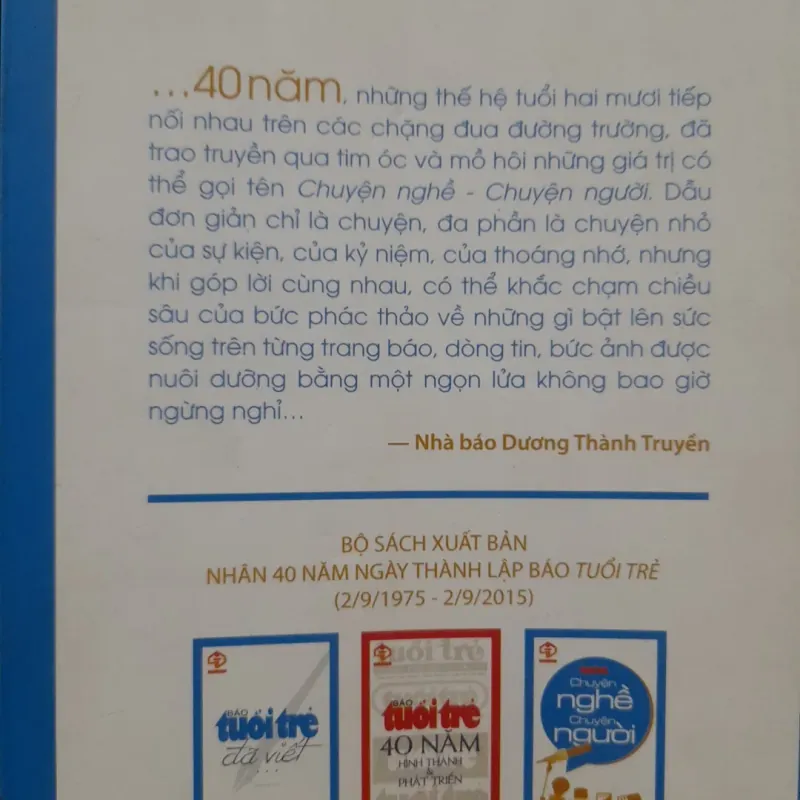 ...40 năm, những thế hệ tuổi hai mươi tiếp
nối nhau trên các chặng đua đường trường, đã
trao truyền qua tim óc và mồ hôi những giá trị có
thể gọi tên Chuyện nghề - Chuyện người. Dẫu
đơn giản chỉ là chuyện, đa phần là chuyện nhỏ
của sự kiện, của kỷ niệm, của thoáng nhớ, nhưng
khi góp lời cùng nhau, có thể khắc chạm chiều
sâu của bức phác thảo về những gì bật lên sức
sống trên từng trang báo, dòng tin, bức ảnh được
nuôi dưỡng bằng một ngọn lửa không bao giờ
ngừng nghỉ...
— Nhà báo Dương Thành Truyền
BỘ SÁCH XUẤT BẢN
NHÂN 40 NĂM NGÀY THÀNH LẬP BÁO TUỔI TRẺ
(2/9/1975 - 2/9/2015)
BÁO
tuổi trẻ
đã viết
...
tuổi trẻ
BÁO
tuổi trẻ
40 NĂM
HÌNH THÀNH
&
PHÁT TRIỂN
tuổi trẻ
Chuyện
nghề
Chuyện
người